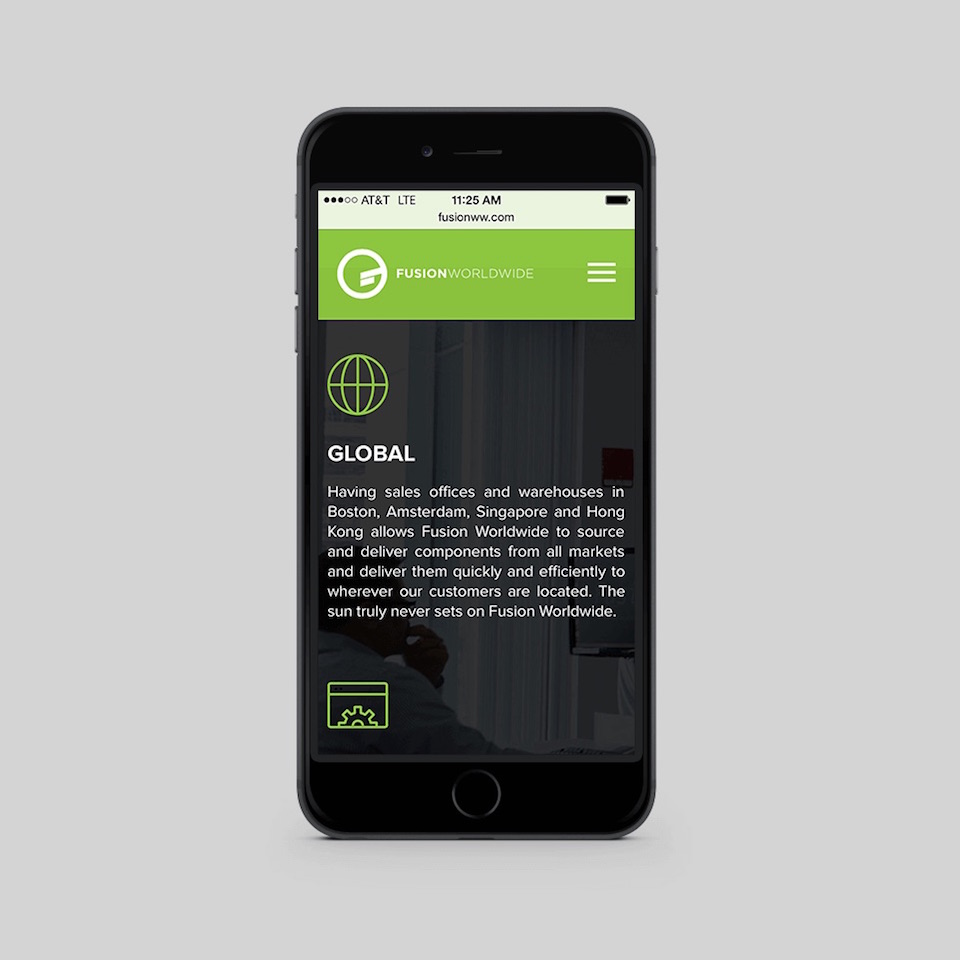 AT&T LTE 11:25 AM
fusionww.com
FUSIONWORLDWIDE
GLOBAL
Having sales offices and warehouses in
Boston, Amsterdam, Singapore and Hong
Kong allows Fusion Worldwide to source
and deliver components from all markets
and deliver them quickly and efficiently to
wherever our customers are located. The
sun truly never sets on Fusion Worldwide.